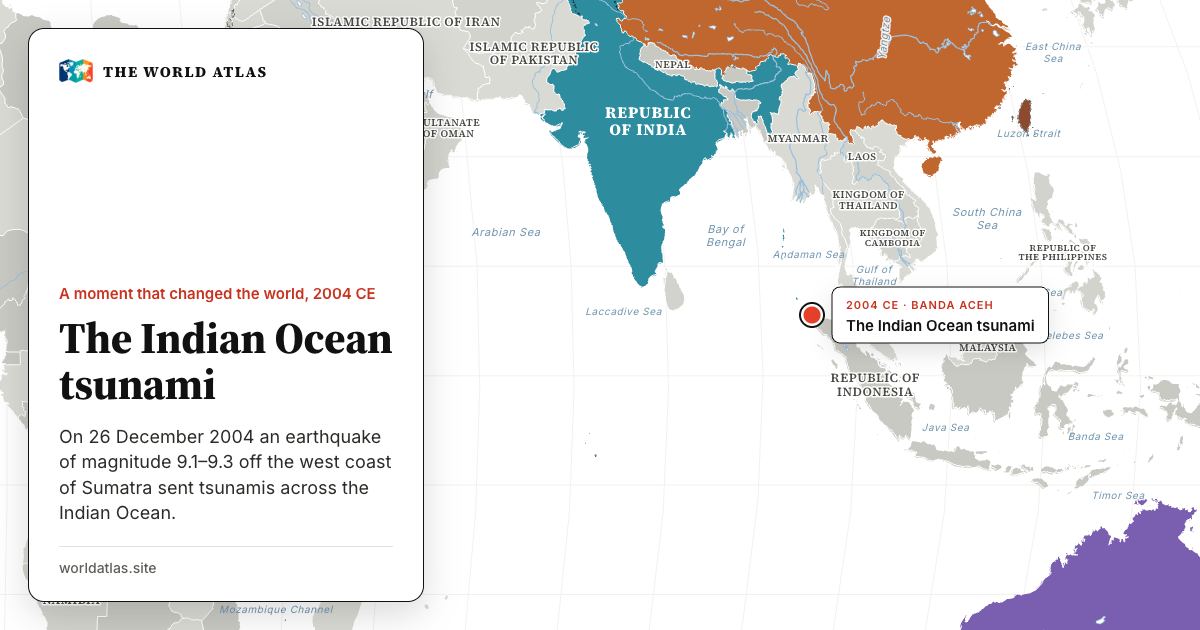 THE WORLD ATLAS
A moment that changed the world, 2004 CE
The Indian Ocean
tsunami
On 26 December 2004 an earthquake
of magnitude 9.1–9.3 off the west coast
of Sumatra sent tsunamis across the
Indian Ocean.
worldatlas.site
ISLAMIC REPUBLIC OF IRAN
ISLAMIC REPUBLIC
OF PAKISTAN
NEPAL
Yangtze
East China
Sea
ULTANATE
OF OMAN
REPUBLIC
OF INDIA
MYANMAR
Luzon Strait
LAOS
KINGDOM OF
THAILAND
Arabian Sea
Bay of
Bengal
South China
Sea
KINGDOM OF
CAMBODIA
REPUBLIC OF
THE PHILIPPINES
Andaman Sea
Gulf of
Thailand
Laccadive Sea
2004 CE · BANDA ACEH
The Indian Ocean tsunami
elebes Sea
MALAYSIA
REPUBLIC OF
INDONESIA
Java Sea
Banda Sea
Timor Sea
NAMIBIA
Mozambique Channel